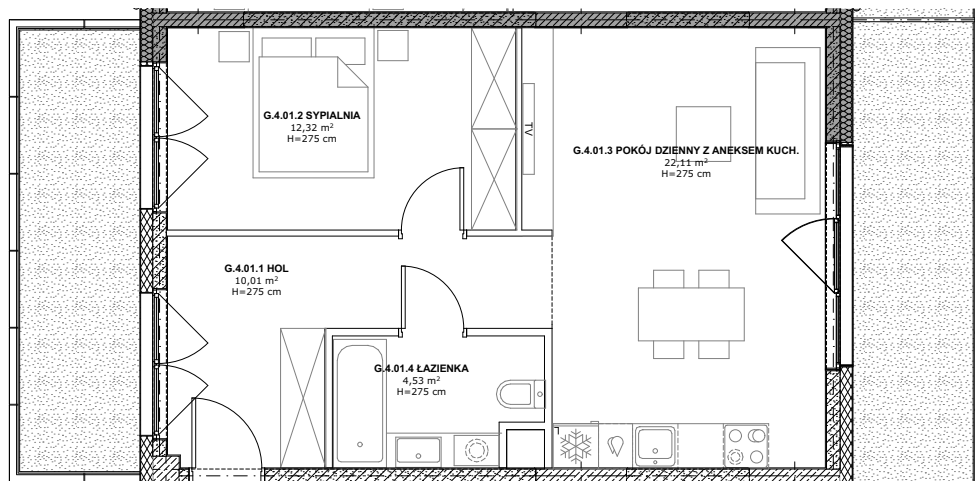 G.4.01.2 SYPIALNIA
12,32 m²
H=275 cm
TV
G.4.01.3 POKÓJ DZIENNY Z ANEKSEM KUCH.
22,11 m²
H=275 cm
G.4.01.1 HOL
10,01 m²
H=275 cm
G.4.01.4 ŁAZIENKA
4,53 m²
H=275 cm